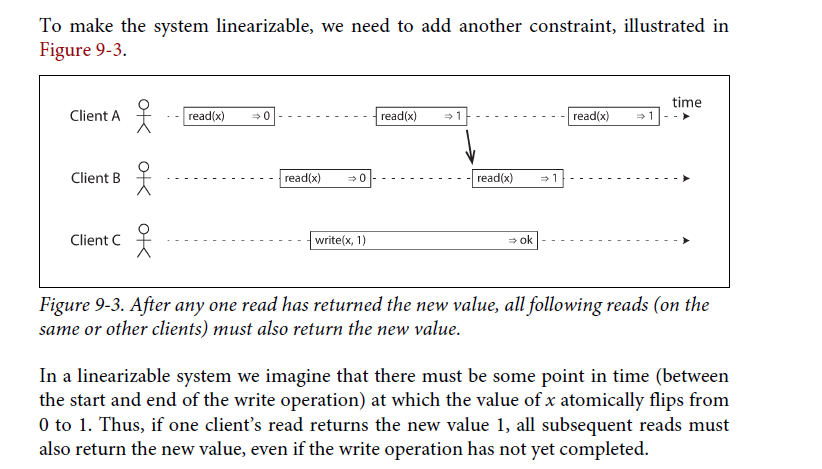 To make the system linearizable, we need to add another constraint, illustrated in
Figure 9-3.
time
Client A read(x) ⇒ 0 read(x) ⇒ 1 read(x) ⇒ 1
Client B read(x) ⇒ 0 read(x) ⇒ 1
Client C write(x, 1) ⇒ ok
Figure 9-3. After any one read has returned the new value, all following reads (on the
same or other clients) must also return the new value.
In a linearizable system we imagine that there must be some point in time (between
the start and end of the write operation) at which the value of x atomically flips from
0 to 1. Thus, if one client’s read returns the new value 1, all subsequent reads must
also return the new value, even if the write operation has not yet completed.